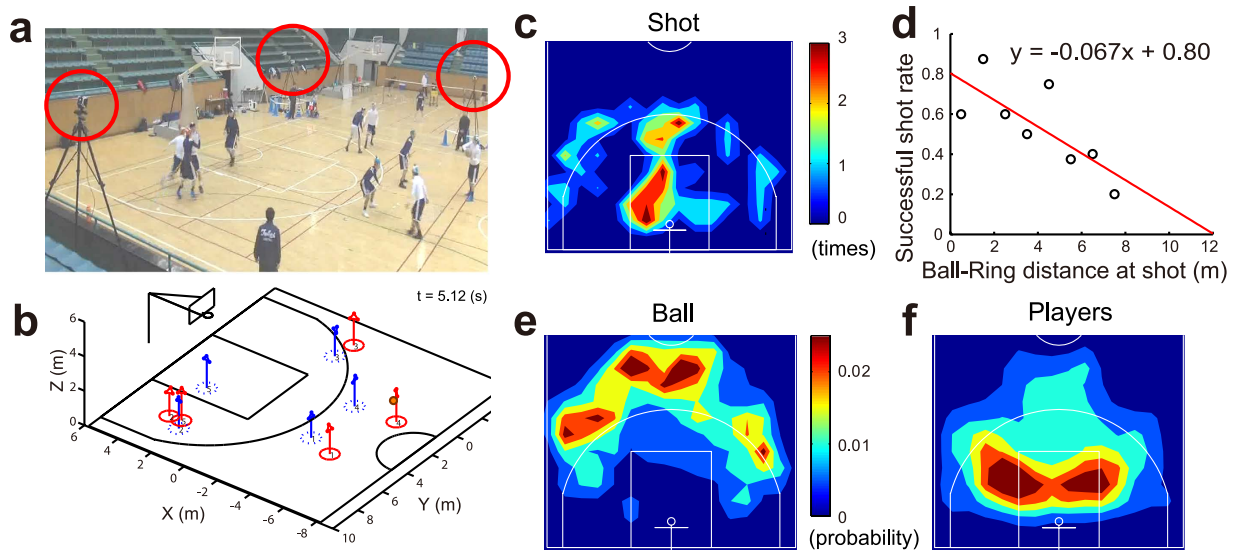 a
b
t = 5.12 (s)
Z (m)
6
4
2
0
6
4
2
0
-2
-4
-6
-8
X (m)
10
8
6
4
2
0
Y (m)
c
Shot
3
2
1
0
(times)
d
y = -0.067x + 0.80
Successful shot rate
1
0.8
0.6
0.4
0.2
0
0
2
4
6
8
10
12
Ball-Ring distance at shot (m)
e
Ball
0.02
0.01
0
(probability)
f
Players